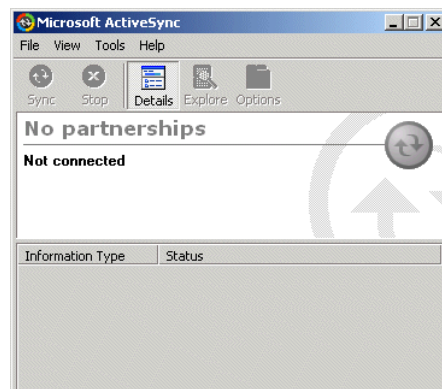 Microsoft ActiveSync
File View Tools Help
Sync Stop Details Explore Options
No partnerships
Not connected
Information Type Status